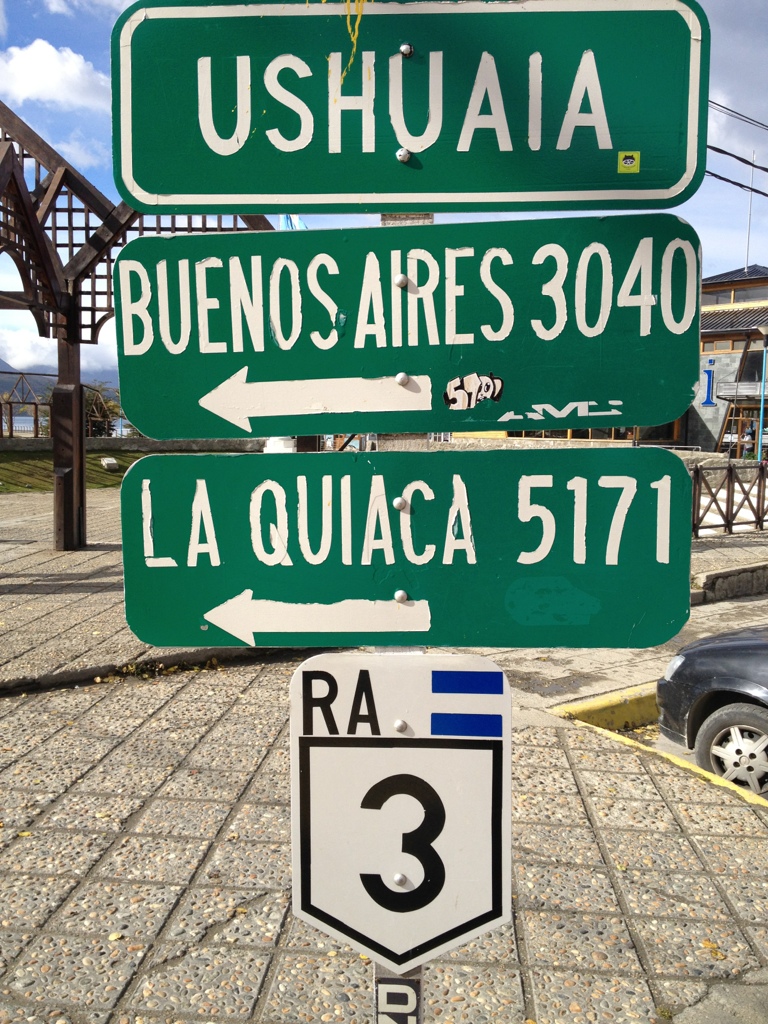 USHUAIA
BUENOS AIRES 3040
LA QUIACA 5171
RA
3
i